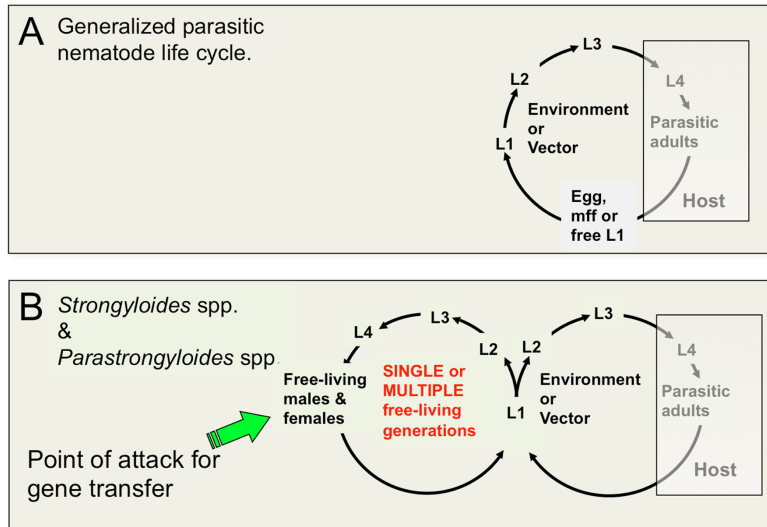 A
Generalized parasitic
nematode life cycle.
L3
L2
L4
Environment
or
Vector
L1
Parasitic
adults
Egg,
mff or
free L1
Host
B
Strongyloides spp.
&
Parastrongyloides spp.
L3
L4
L2
L2
L3
L4
Free-living
males &
females
SINGLE or
MULTIPLE
free-living
generations
L1
Environment
or
Vector
Parasitic
adults
Host
Point of attack for
gene transfer